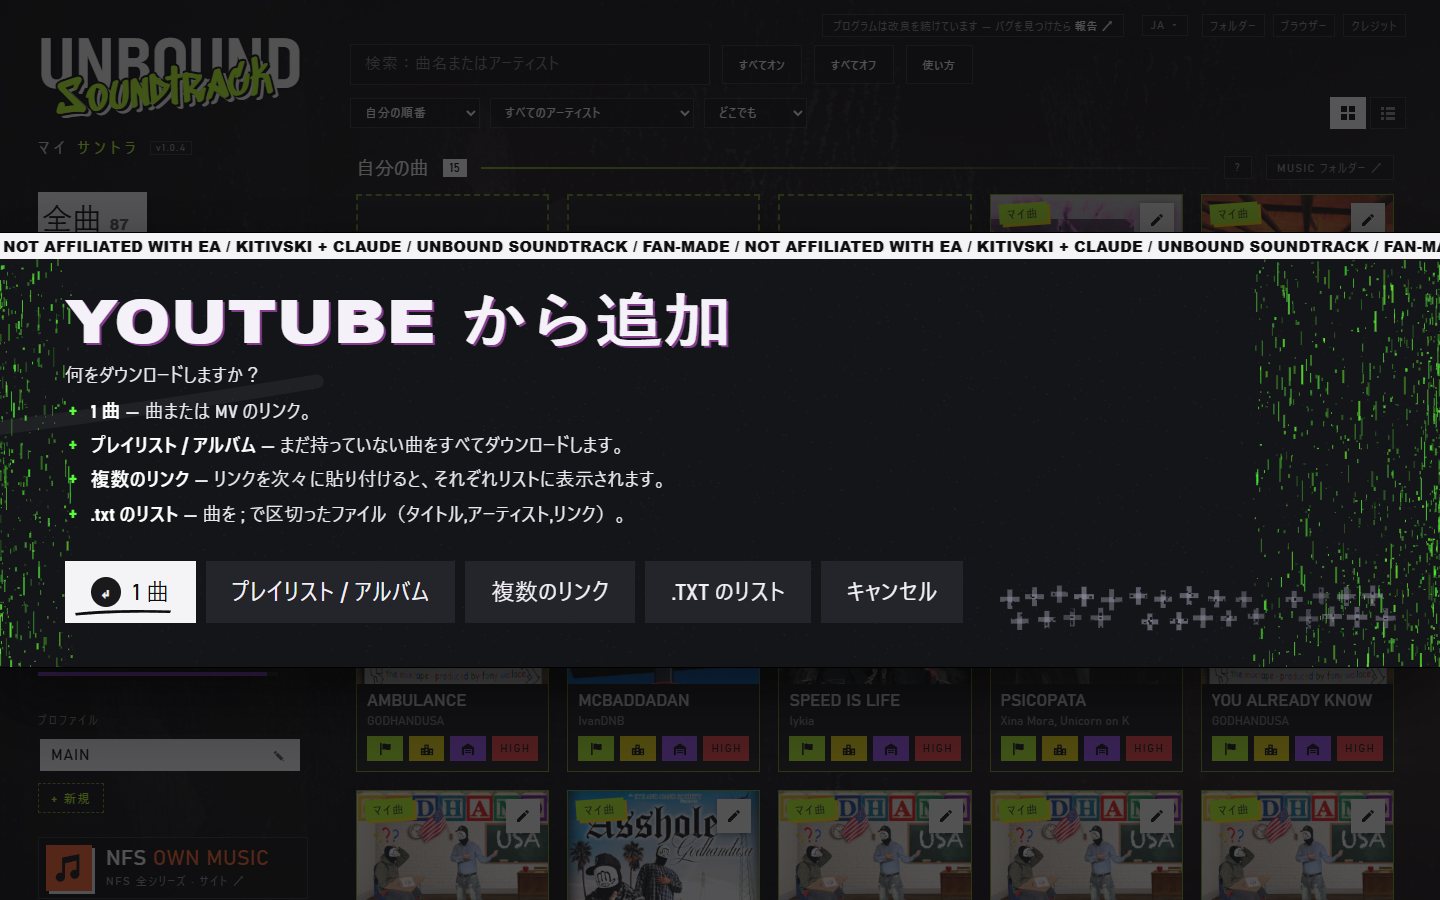 プログラムは改良を続けています — バグを見つけたら 報告
JA
フォルダー
ブラウザー
クレジット
UNBOUND
SOUNDTRACK
検索：曲名またはアーティスト
すべてオン
すべてオフ
使い方
自分の順番
すべてのアーティスト
どこでも
マイ サントラ v1.0.4
自分の曲 15
?
MUSIC フォルダー
全曲 87
マイ曲
マイ曲
NOT AFFILIATED WITH EA / KITIVSKI + CLAUDE / UNBOUND SOUNDTRACK / FAN-MADE / NOT AFFILIATED WITH EA / KITIVSKI + CLAUDE / UNBOUND SOUNDTRACK / FAN-MA
YOUTUBE から追加
何をダウンロードしますか？
1 曲 — 曲または MV のリンク。
プレイリスト / アルバム — まだ持っていない曲をすべてダウンロードします。
複数のリンク — リンクを次々に貼り付けると、それぞれリストに表示されます。
.txt のリスト — 曲を ; で区切ったファイル（タイトル,アーティスト,リンク）。
1 曲
プレイリスト / アルバム
複数のリンク
.TXT のリスト
キャンセル
AMBULANCE
GODHANDUSA
HIGH
MCBADDADAN
IvanDNB
HIGH
SPEED IS LIFE
lykia
HIGH
PSICOPATA
Xina Mora, Unicorn on K
HIGH
YOU ALREADY KNOW
GODHANDUSA
HIGH
プロファイル
MAIN
+ 新規
NFS OWN MUSIC
NFS 全シリーズ · サイト
マイ曲
DHAN
??
USA
マイ曲
Asshole
Godhandusa
マイ曲
DHAN
??
USA
マイ曲
DHAN
??
USA
マイ曲
DHAN
??
USA